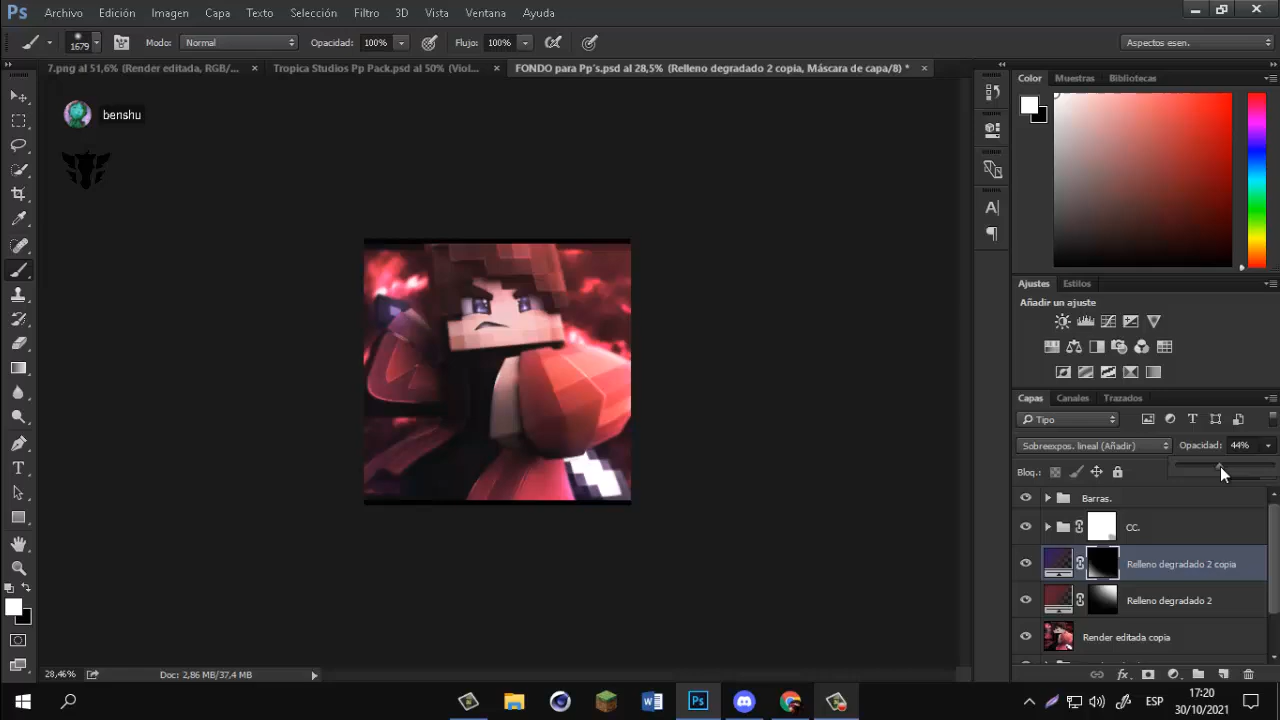 Ps Archivo Edición Imagen Capa Texto Selección Filtro 3D Vista Ventana Ayuda
1679 Modo: Normal Opacidad: 100% Flujo: 100% Aspectos esen.
7.png al 51,6% (Render editada, RGB/... × Tropica Studios Pp Pack.psd al 50% (Viol... × FONDO para Pp's.psd al 28,5% (Relleno degradado 2 copia, Máscara de capa/8) * ×
Color Muestras Bibliotecas
benshu
Ajustes Estilos
Añadir un ajuste
Capas Canales Trazados
Tipo
Sobreexpos. lineal (Añadir) Opacidad: 44%
Bloq.:
Barras.
CC.
Relleno degradado 2 copia
Relleno degradado 2
Render editada copia
28,46% Doc: 2,86 MB/37,4 MB
ESP
17:20
30/10/2021